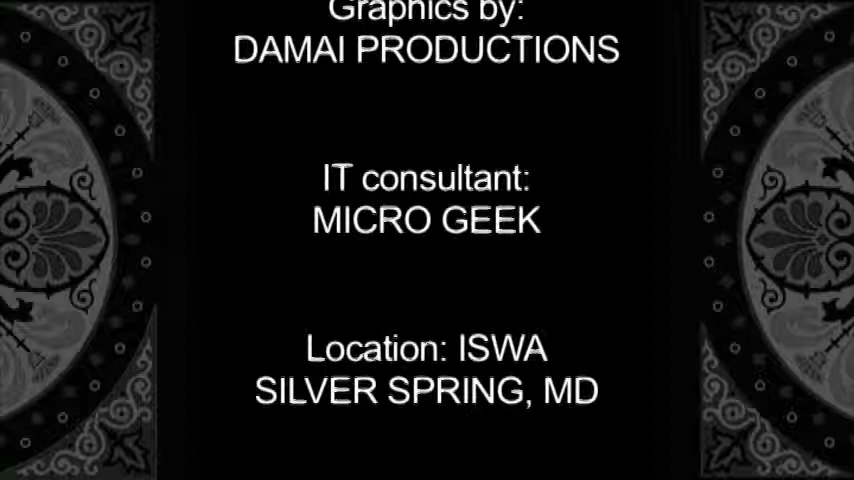 Graphics by:
DAMAI PRODUCTIONS
IT consultant:
MICRO GEEK
Location: ISWA
SILVER SPRING, MD